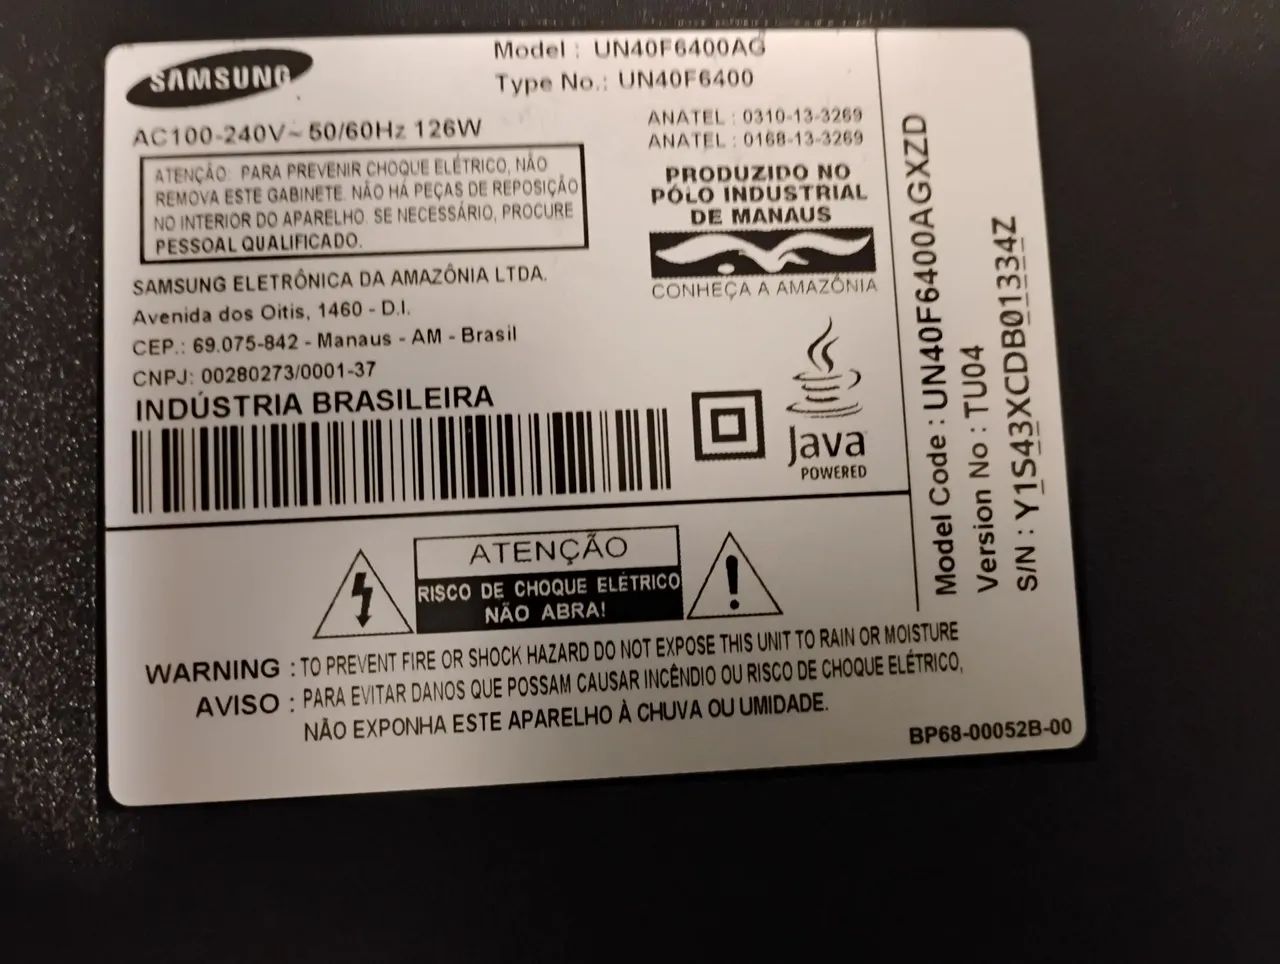 SAMSUNG
Model : UN40F6400AG
Type No.: UN40F6400
AC100-240V~ 50/60Hz 126W
ANATEL : 0310-13-3269
ANATEL : 0168-13-3269
ATENÇÃO: PARA PREVENIR CHOQUE ELÉTRICO, NÃO
REMOVA ESTE GABINETE. NÃO HÁ PEÇAS DE REPOSIÇÃO
NO INTERIOR DO APARELHO. SE NECESSÁRIO, PROCURE
PESSOAL QUALIFICADO.
PRODUZIDO NO
PÓLO INDUSTRIAL
DE MANAUS
CONHEÇA A AMAZÔNIA
SAMSUNG ELETRÔNICA DA AMAZÔNIA LTDA.
Avenida dos Oitis, 1460 - D.I.
CEP.: 69.075-842 - Manaus - AM - Brasil
CNPJ: 00280273/0001-37
INDÚSTRIA BRASILEIRA
Java
POWERED
Model Code : UN40F6400AGXZD
Version No : TU04
S/N : Y1S43XCDB01334Z
ATENÇÃO
RISCO DE CHOQUE ELÉTRICO
NÃO ABRA!
WARNING : TO PREVENT FIRE OR SHOCK HAZARD DO NOT EXPOSE THIS UNIT TO RAIN OR MOISTURE
AVISO : PARA EVITAR DANOS QUE POSSAM CAUSAR INCÊNDIO OU RISCO DE CHOQUE ELÉTRICO,
NÃO EXPONHA ESTE APARELHO À CHUVA OU UMIDADE.
BP68-00052B-00